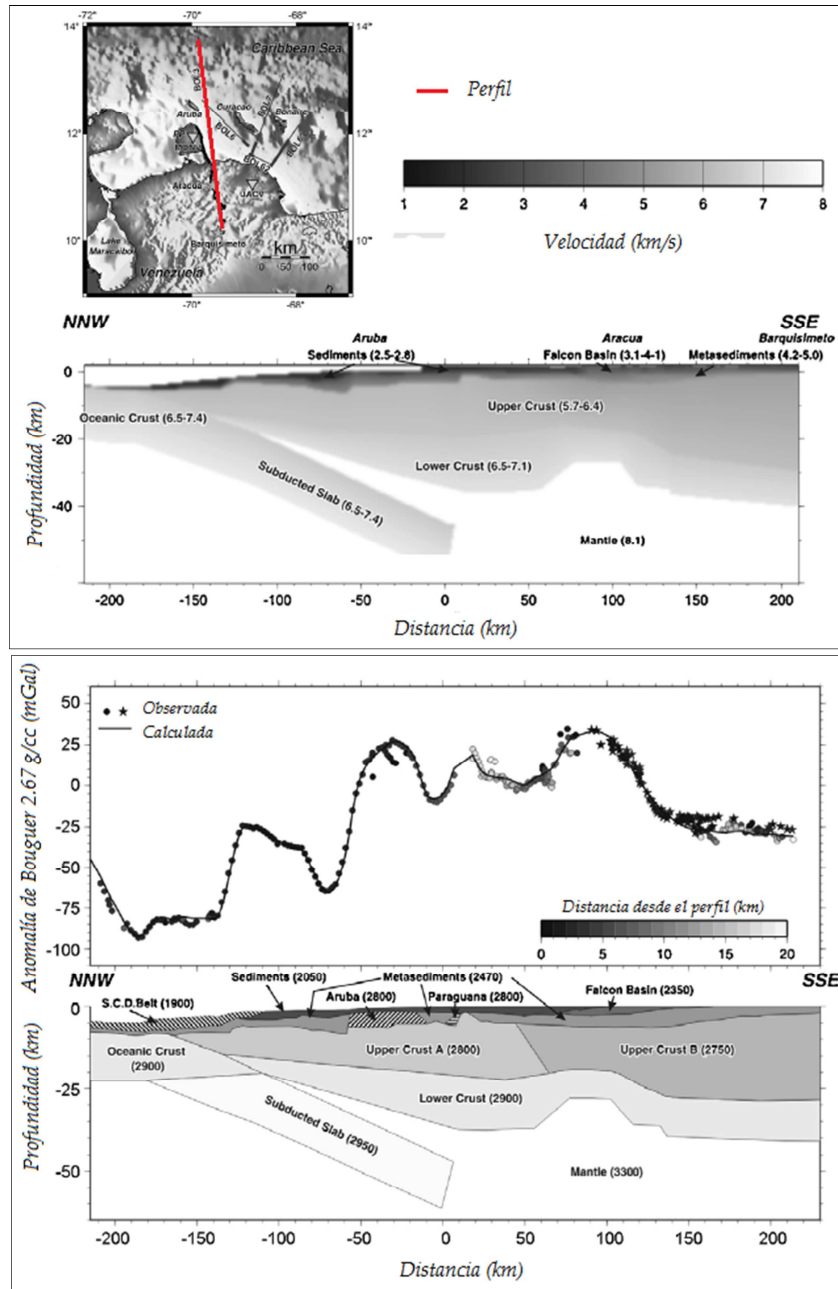 -72° -70° -68°
14°
Caribbean Sea
BOL3
Aruba
Curacao
Bonaire
12°
BOL6
Aracua
JACV
10°
Barquisimeto
km
Lake
Maracaibo
0 50 100
Venezuela
-72° -70° -68°
Perfil
1 2 3 4 5 6 7 8
Velocidad (km/s)
NNW SSE
Aruba Aracua Barquisimeto
Sediments (2.5-2.8) Falcon Basin (3.1-4-1) Metasediments (4.2-5.0)
0
Oceanic Crust (6.5-7.4)
Upper Crust (5.7-6.4)
-20
Lower Crust (6.5-7.1)
Subducted Slab (6.5-7.4)
-40
Mantle (8.1)
Profundidad (km)
-200 -150 -100 -50 0 50 100 150 200
Distancia (km)
Anomalía de Bouguer 2.67 g/cc (mGal)
50
25
0
-25
-50
-75
-100
Observada
Calculada
Distancia desde el perfil (km)
0 5 10 15 20
NNW SSE
Sediments (2050) Metasediments (2470)
S.C.D.Belt (1900) Aruba (2800) Paraguana (2800) Falcon Basin (2350)
0
Oceanic Crust
(2900)
Upper Crust A (2800) Upper Crust B (2750)
-25
Lower Crust (2900)
Subducted Slab (2950)
-50
Mantle (3300)
Profundidad (km)
-200 -150 -100 -50 0 50 100 150 200
Distancia (km)